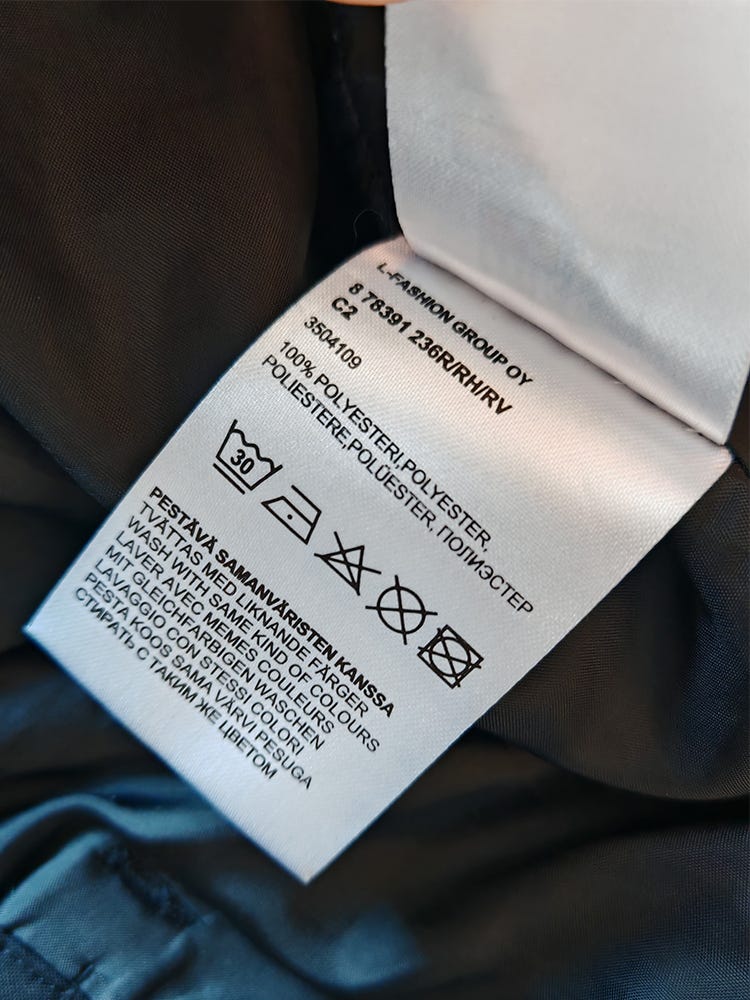 L-FASHION GROUP OY
8 78391 236R/RH/RV
C2
3504109
100% POLYESTERI,POLYESTER,
POLIESTERE,POLÜESTER, ПОЛИЭСТЕР
30
PESTÄVÄ SAMANVÄRISTEN KANSSA
TVÄTTAS MED LIKNANDE FÄRGER
WASH WITH SAME KIND OF COLOURS
LAVER AVEC MEMES COULEURS
MIT GLEICHFARBIGEN WASCHEN
LAVAGGIO CON STESSI COLORI
PESTA KOOS SAMA VÄRVI PESUGA
СТИРАТЬ С ТАКИМ ЖЕ ЦВЕТОМ